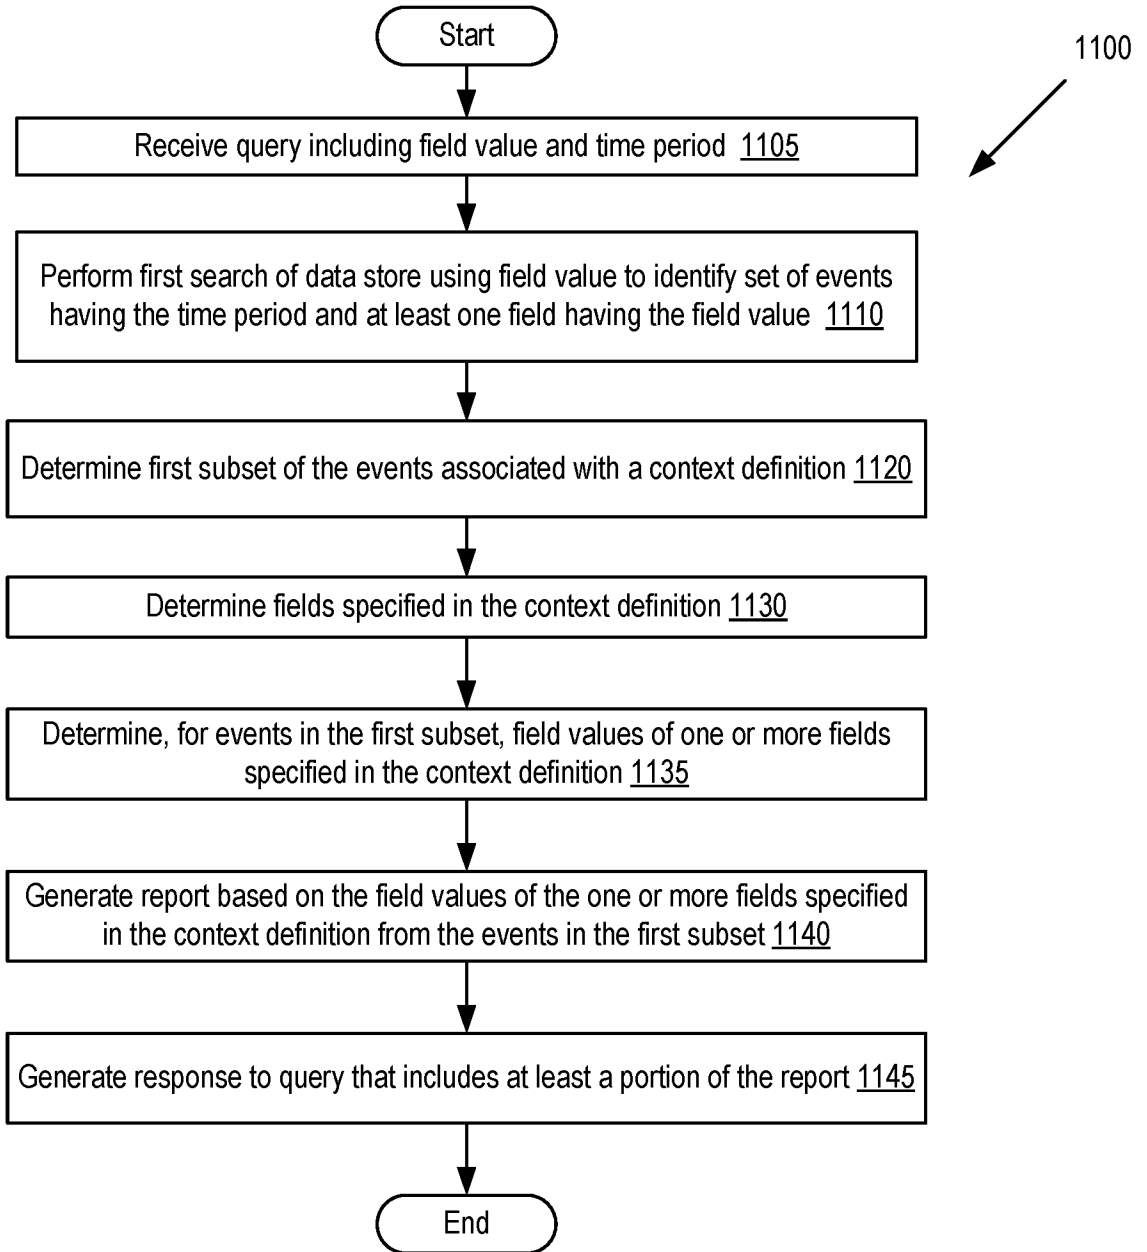 Start
1100
Receive query including field value and time period 1105
Perform first search of data store using field value to identify set of events
having the time period and at least one field having the field value 1110
Determine first subset of the events associated with a context definition 1120
Determine fields specified in the context definition 1130
Determine, for events in the first subset, field values of one or more fields
specified in the context definition 1135
Generate report based on the field values of the one or more fields specified
in the context definition from the events in the first subset 1140
Generate response to query that includes at least a portion of the report 1145
End